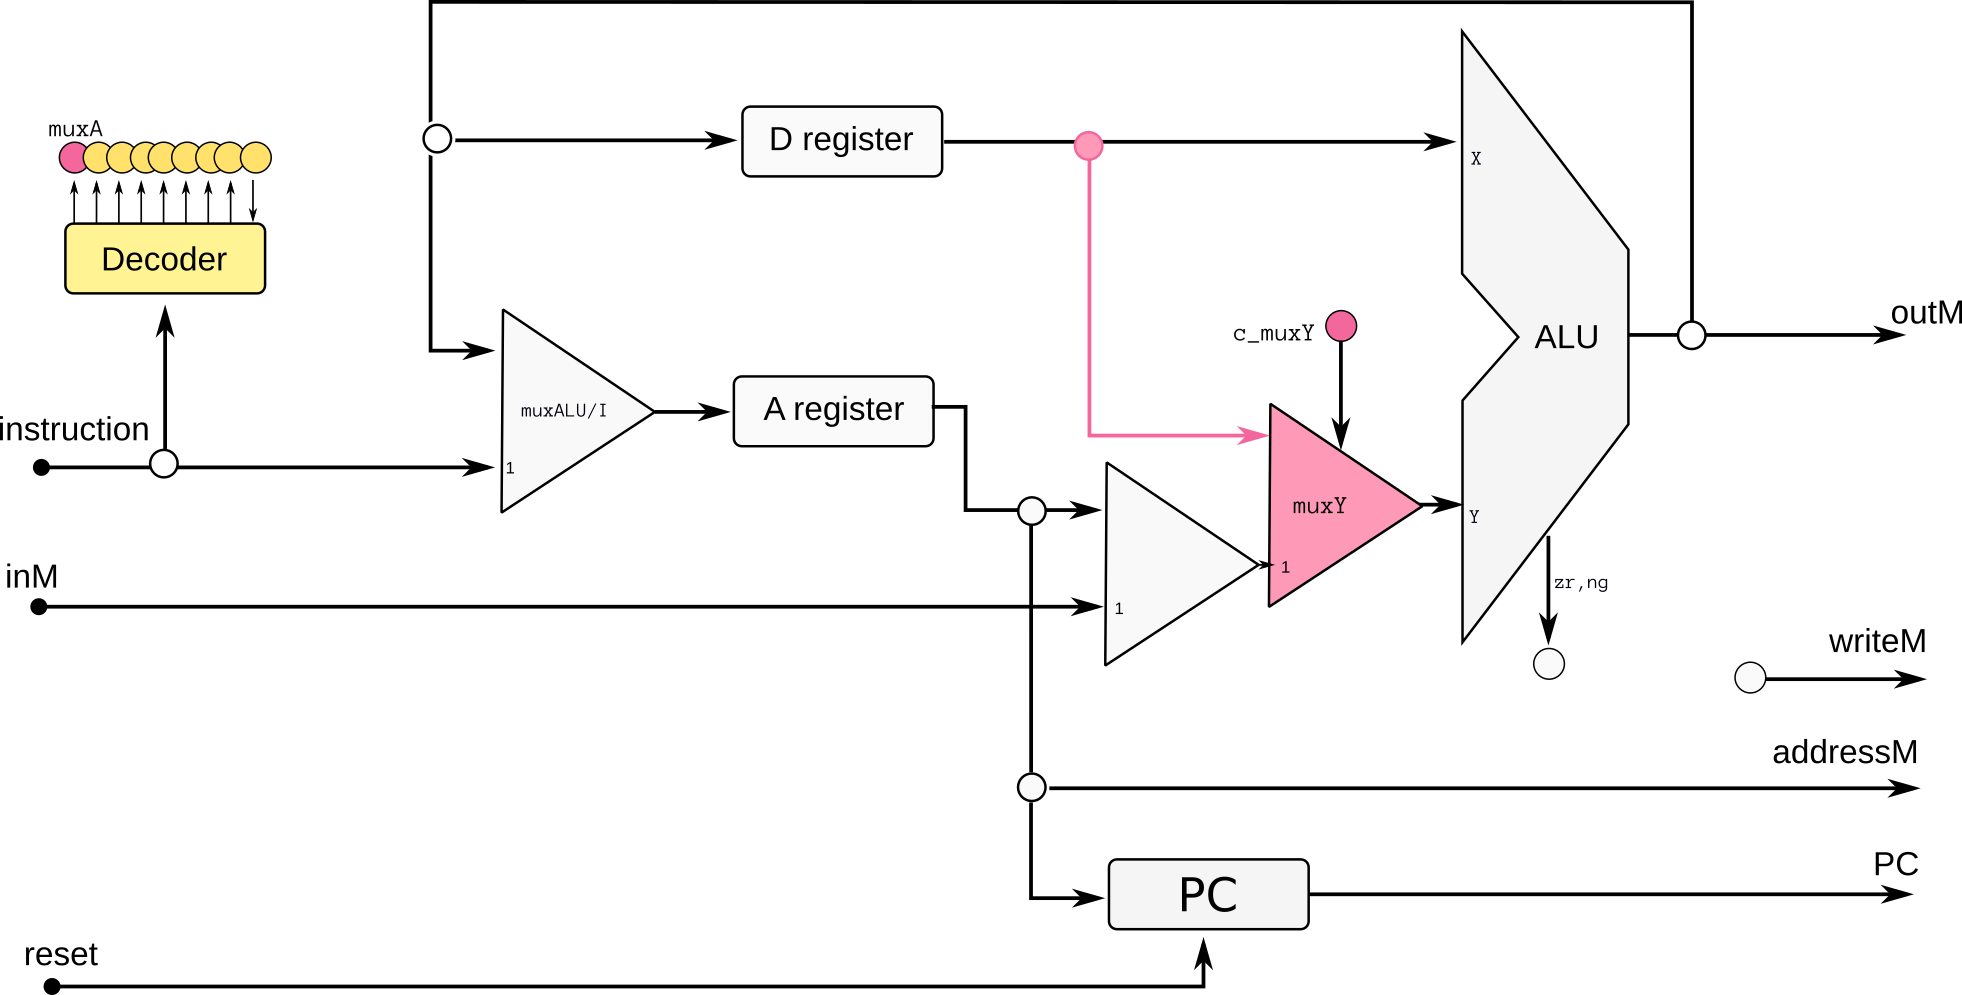 muxA
D register
X
Decoder
outM
c_muxY
ALU
muxALU/I
A register
instruction
1
muxY
Y
1
inM
zr,ng
1
writeM
addressM
PC
PC
reset